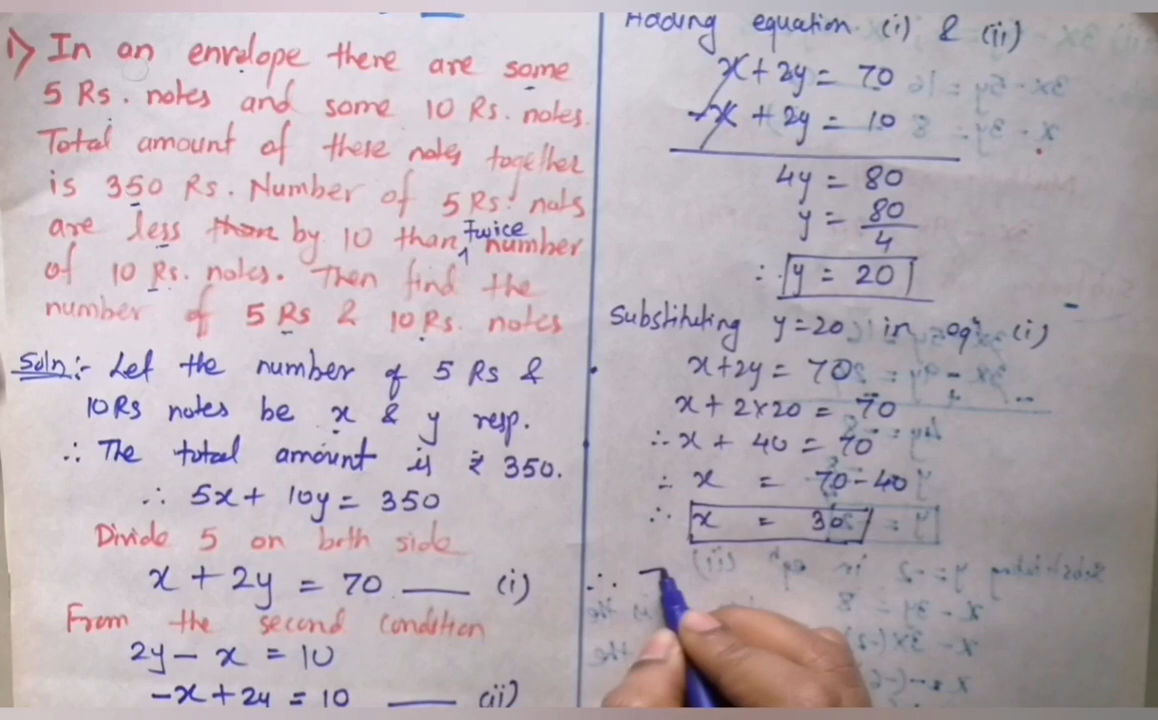 1) In an envelope there are some
5 Rs. notes and some 10 Rs. notes.
Total amount of these notes together
is 350 Rs. Number of 5 Rs. nots
are less than by 10 than twice number
of 10 Rs. notes. Then find the
number of 5 Rs & 10 Rs. notes
Soln:- Let the number of 5 Rs &
10 Rs notes be x & y resp.
∴ The total amount is ₹ 350.
∴ 5x + 10y = 350
Divide 5 on both side
x + 2y = 70 —— (i)
From the second condition
2y - x = 10
-x + 2y = 10 —— (ii)
Adding equation (i) & (ii)
x + 2y = 70
-x + 2y = 10
4y = 80
y = 80/4
∴ y = 20
Substituting y=20 in eqn (i)
x + 2y = 70
x + 2×20 = 70
∴ x + 40 = 70
∴ x = 70-40
∴ x = 30
∴